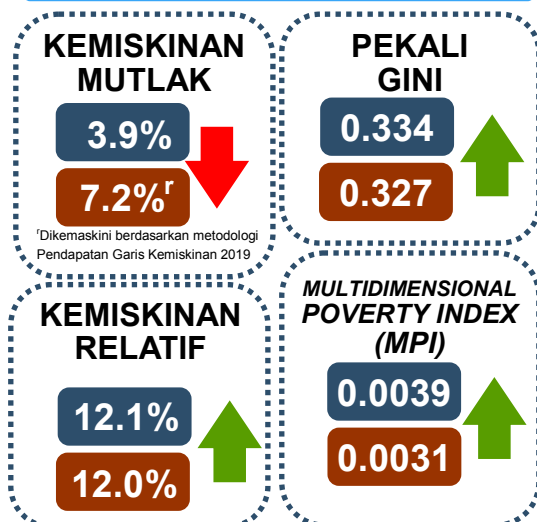 KEMISKINAN
MUTLAK
3.9%
7.2%ʳ
ʳDikemaskini berdasarkan metodologi
Pendapatan Garis Kemiskinan 2019
PEKALI
GINI
0.334
0.327
KEMISKINAN
RELATIF
12.1%
12.0%
MULTIDIMENSIONAL
POVERTY INDEX
(MPI)
0.0039
0.0031